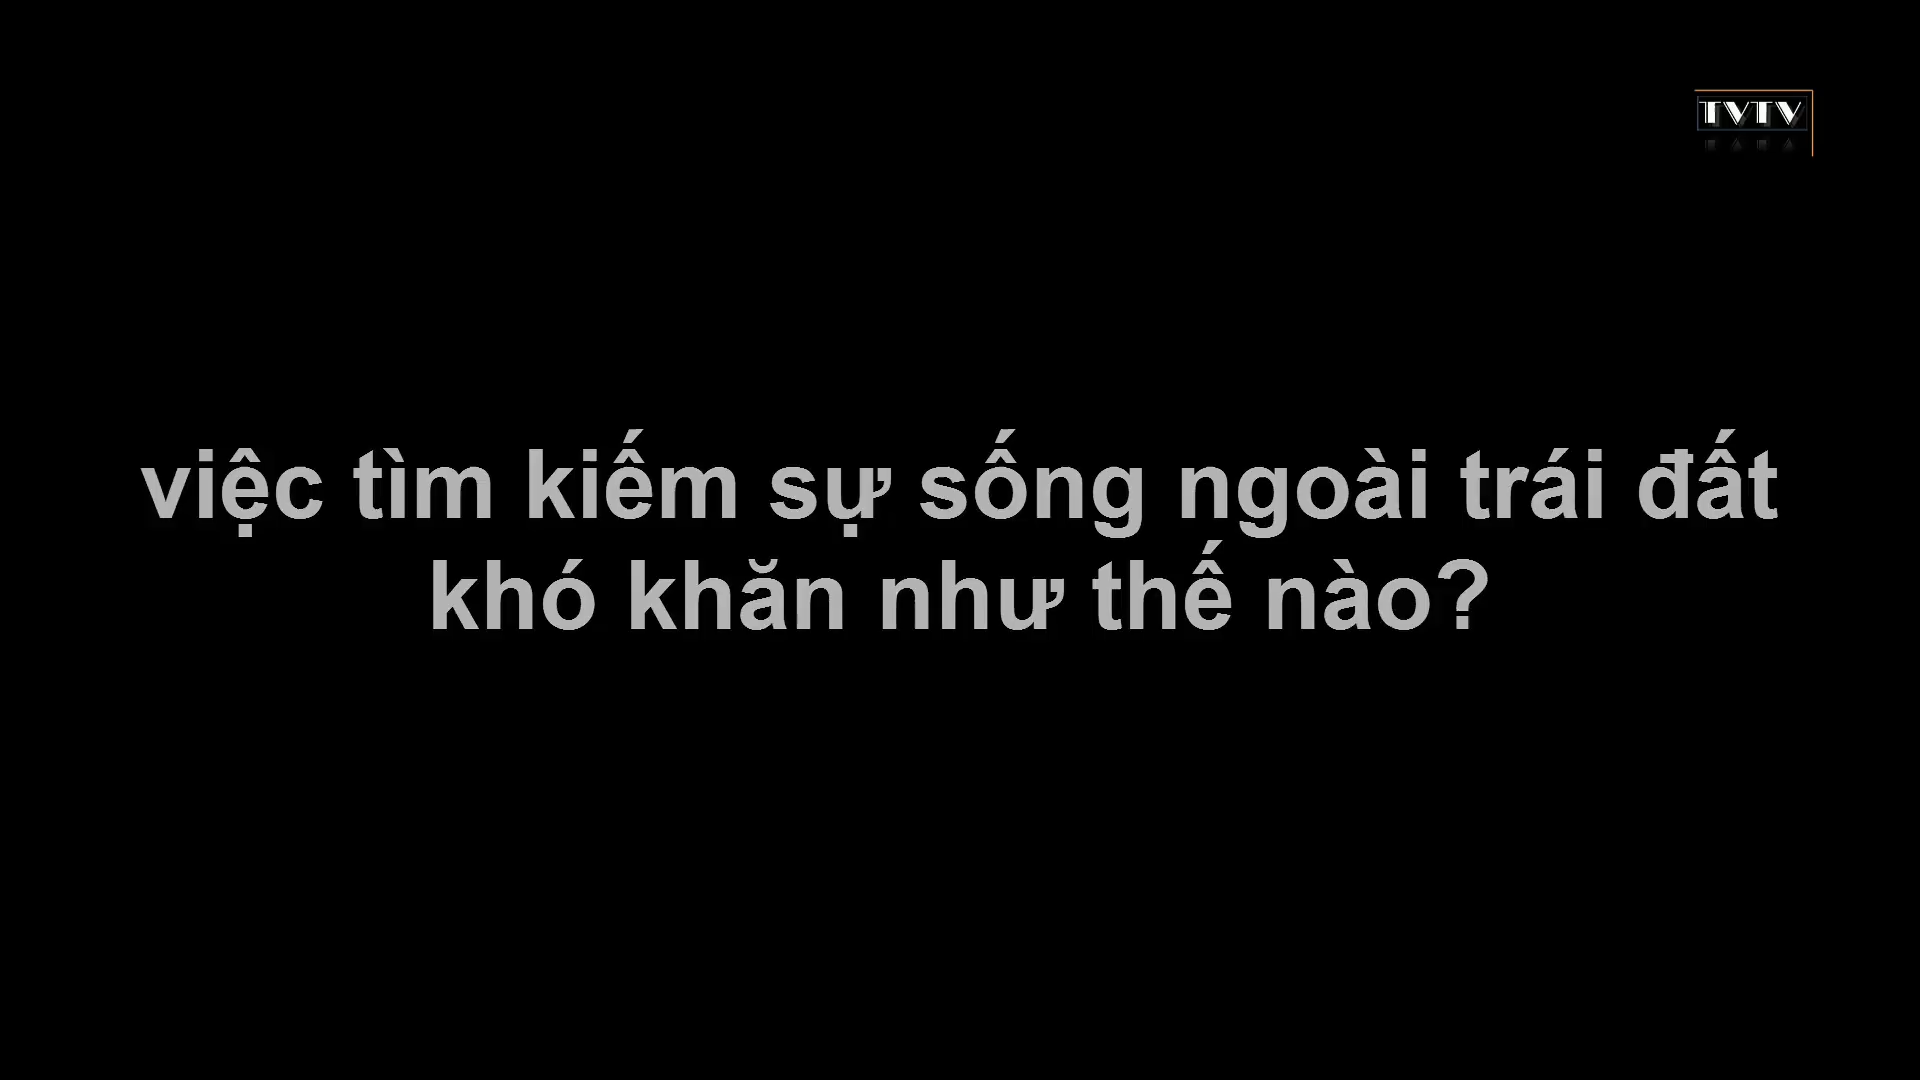 TVTV
việc tìm kiếm sự sống ngoài trái đất
khó khăn như thế nào?